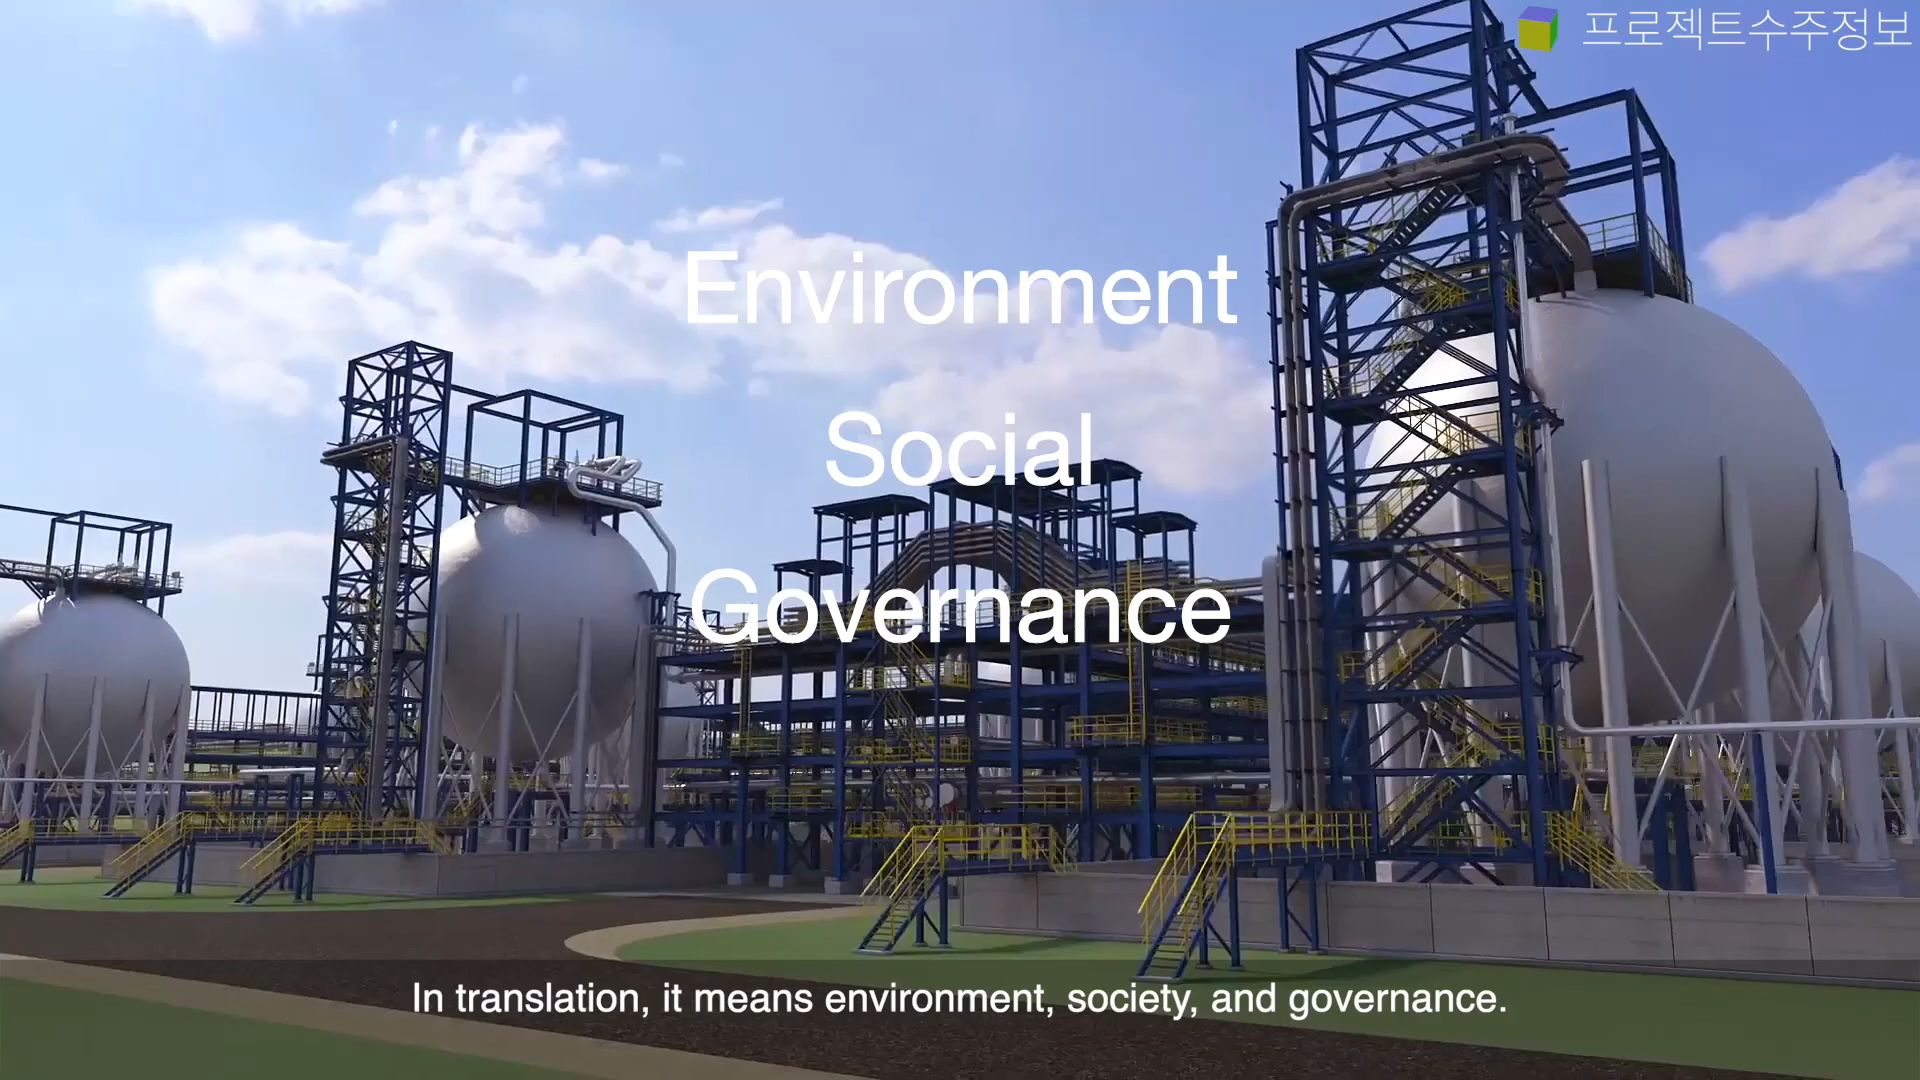 프로젝트수주정보
Environment
Social
Governance
In translation, it means environment, society, and governance.